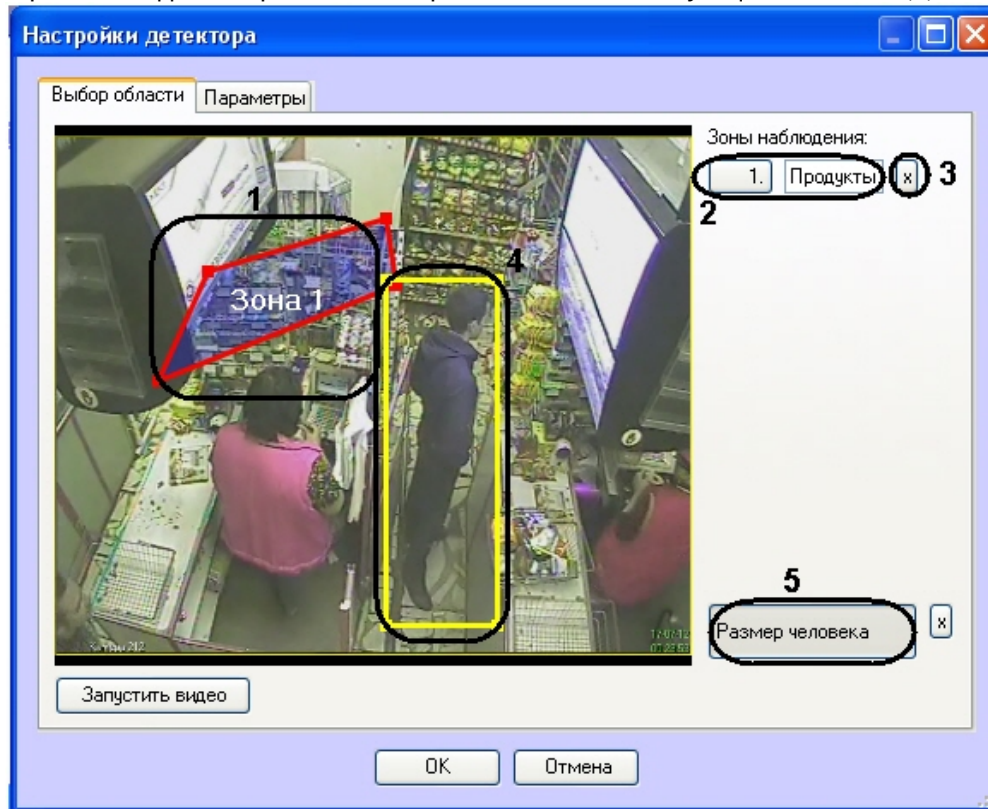 Настройки детектора
Выбор области
Параметры
Зоны наблюдения:
1
Зона 1
1.
Продукты
x
3
2
4
5
Размер человека
x
Запустить видео
OK
Отмена